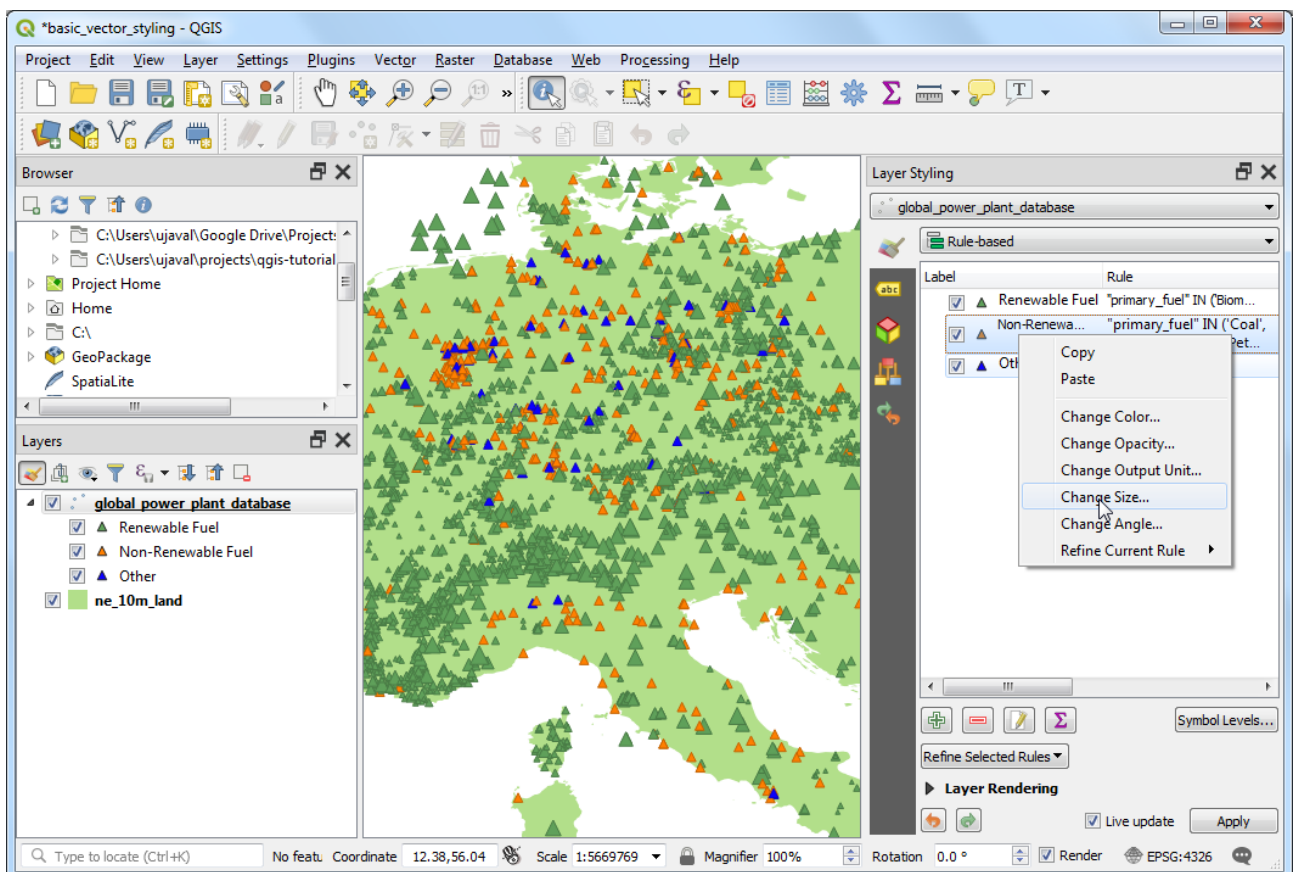 *basic_vector_styling - QGIS
Project Edit View Layer Settings Plugins Vector Raster Database Web Processing Help
Browser
C:\Users\ujaval\Google Drive\Project:
C:\Users\ujaval\projects\qgis-tutorial
Project Home
Home
C:\
GeoPackage
SpatiaLite
Layers
global_power_plant_database
Renewable Fuel
Non-Renewable Fuel
Other
ne_10m_land
Layer Styling
global_power_plant_database
abc
Rule-based
Label Rule
Renewable Fuel "primary_fuel" IN ('Biom...
Non-Renewa... "primary_fuel" IN ('Coal',
Pet...
Oth
Copy
Paste
Change Color...
Change Opacity...
Change Output Unit...
Change Size...
Change Angle...
Refine Current Rule
Symbol Levels...
Refine Selected Rules
Layer Rendering
Live update Apply
Type to locate (Ctrl+K) No featu Coordinate 12.38,56.04 Scale 1:5669769 Magnifier 100% Rotation 0.0 ° Render EPSG:4326